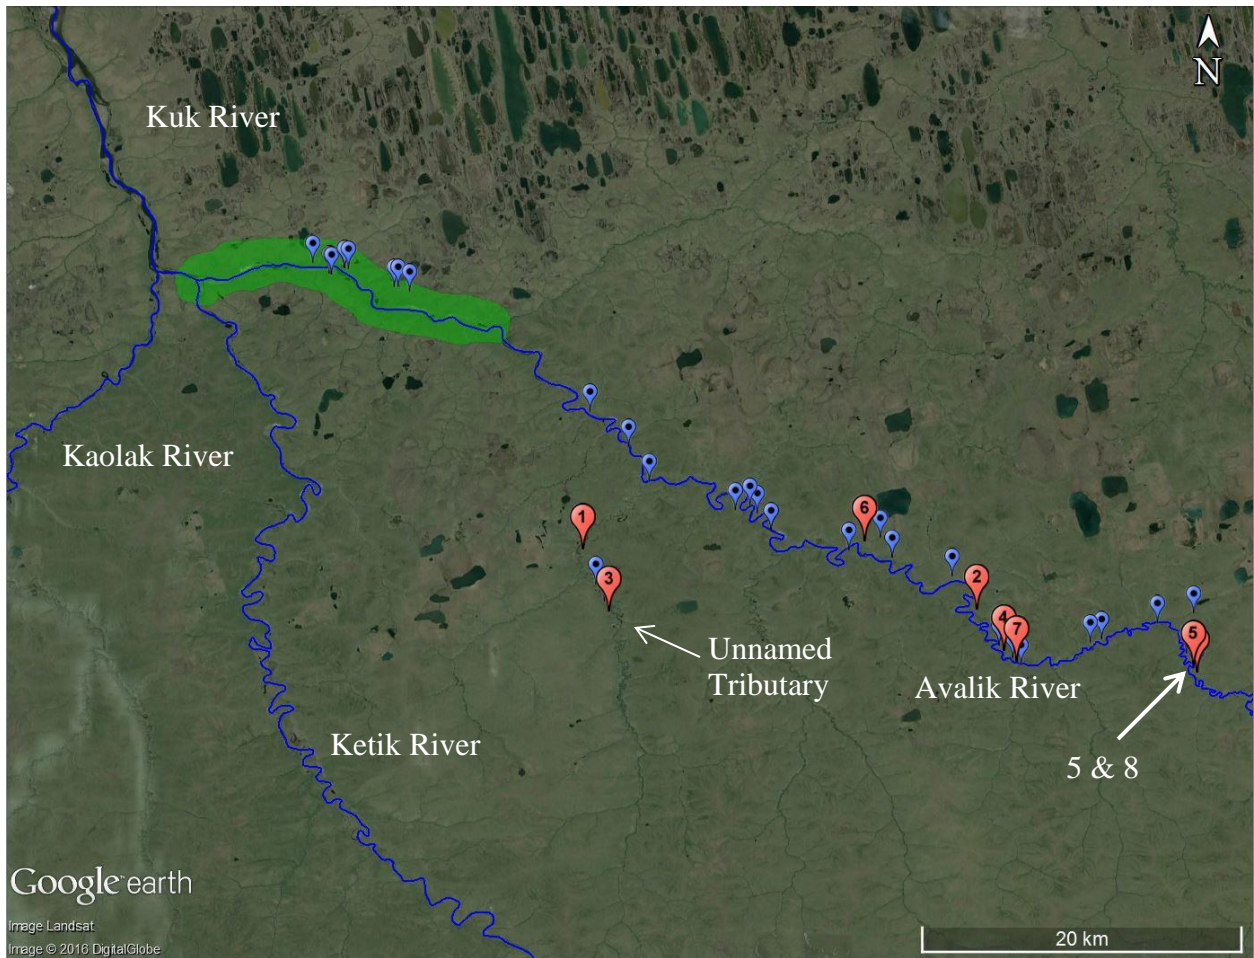 N
Kuk River
Kaolak River
1
6
3
2
4
7
5
Unnamed
Tributary
Avalik River
Ketik River
5 & 8
Google earth
Image Landsat
Image © 2016 DigitalGlobe
20 km